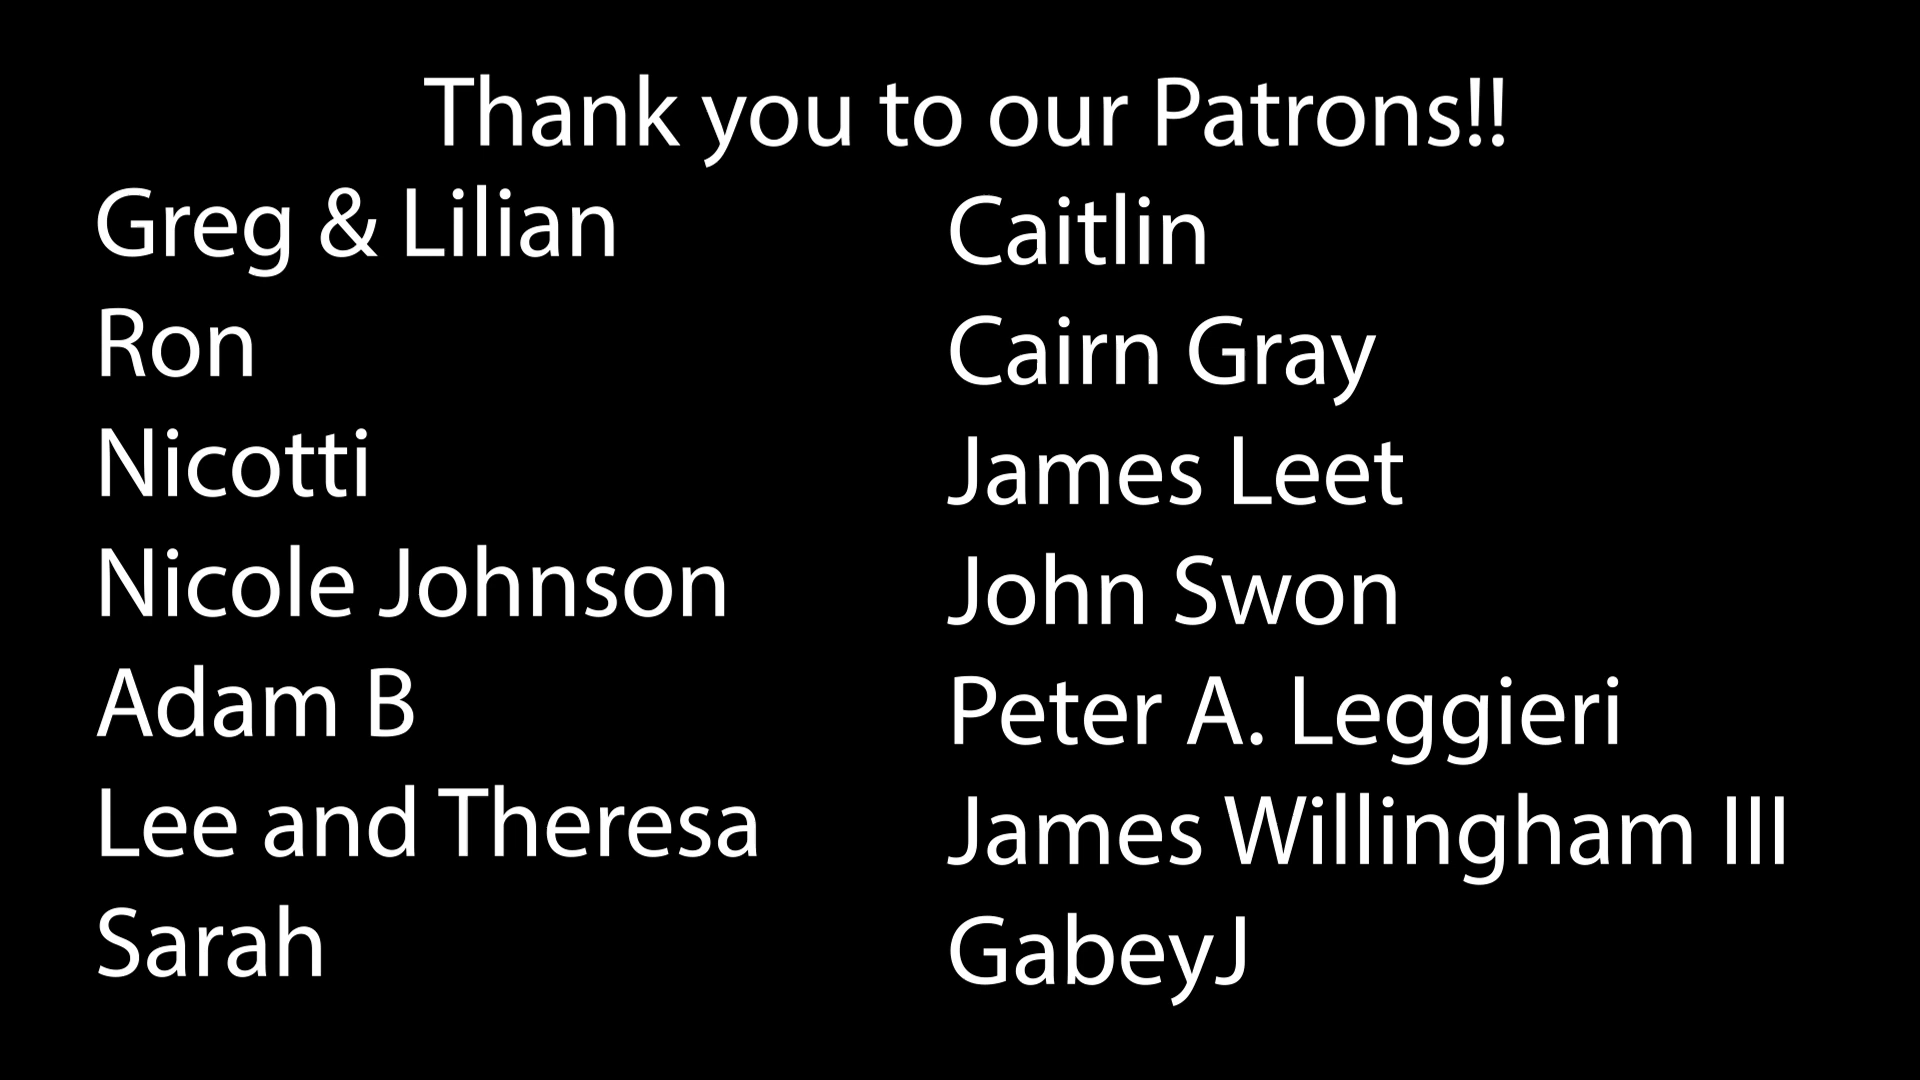 Thank you to our Patrons!!
Greg & Lilian
Ron
Nicotti
Nicole Johnson
Adam B
Lee and Theresa
Sarah
Caitlin
Cairn Gray
James Leet
John Swon
Peter A. Leggieri
James Willingham III
GabeyJ